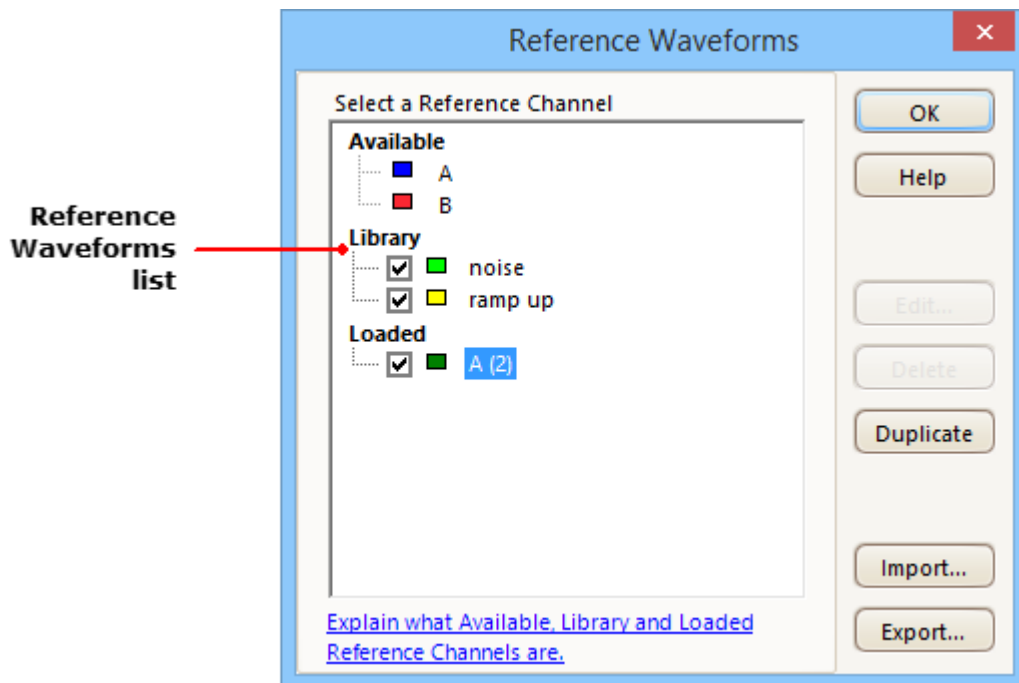 Reference Waveforms
×
Select a Reference Channel
Available
A
B
Library
noise
ramp up
Loaded
A (2)
Explain what Available, Library and Loaded
Reference Channels are.
OK
Help
Edit...
Delete
Duplicate
Import...
Export...
Reference
Waveforms
list